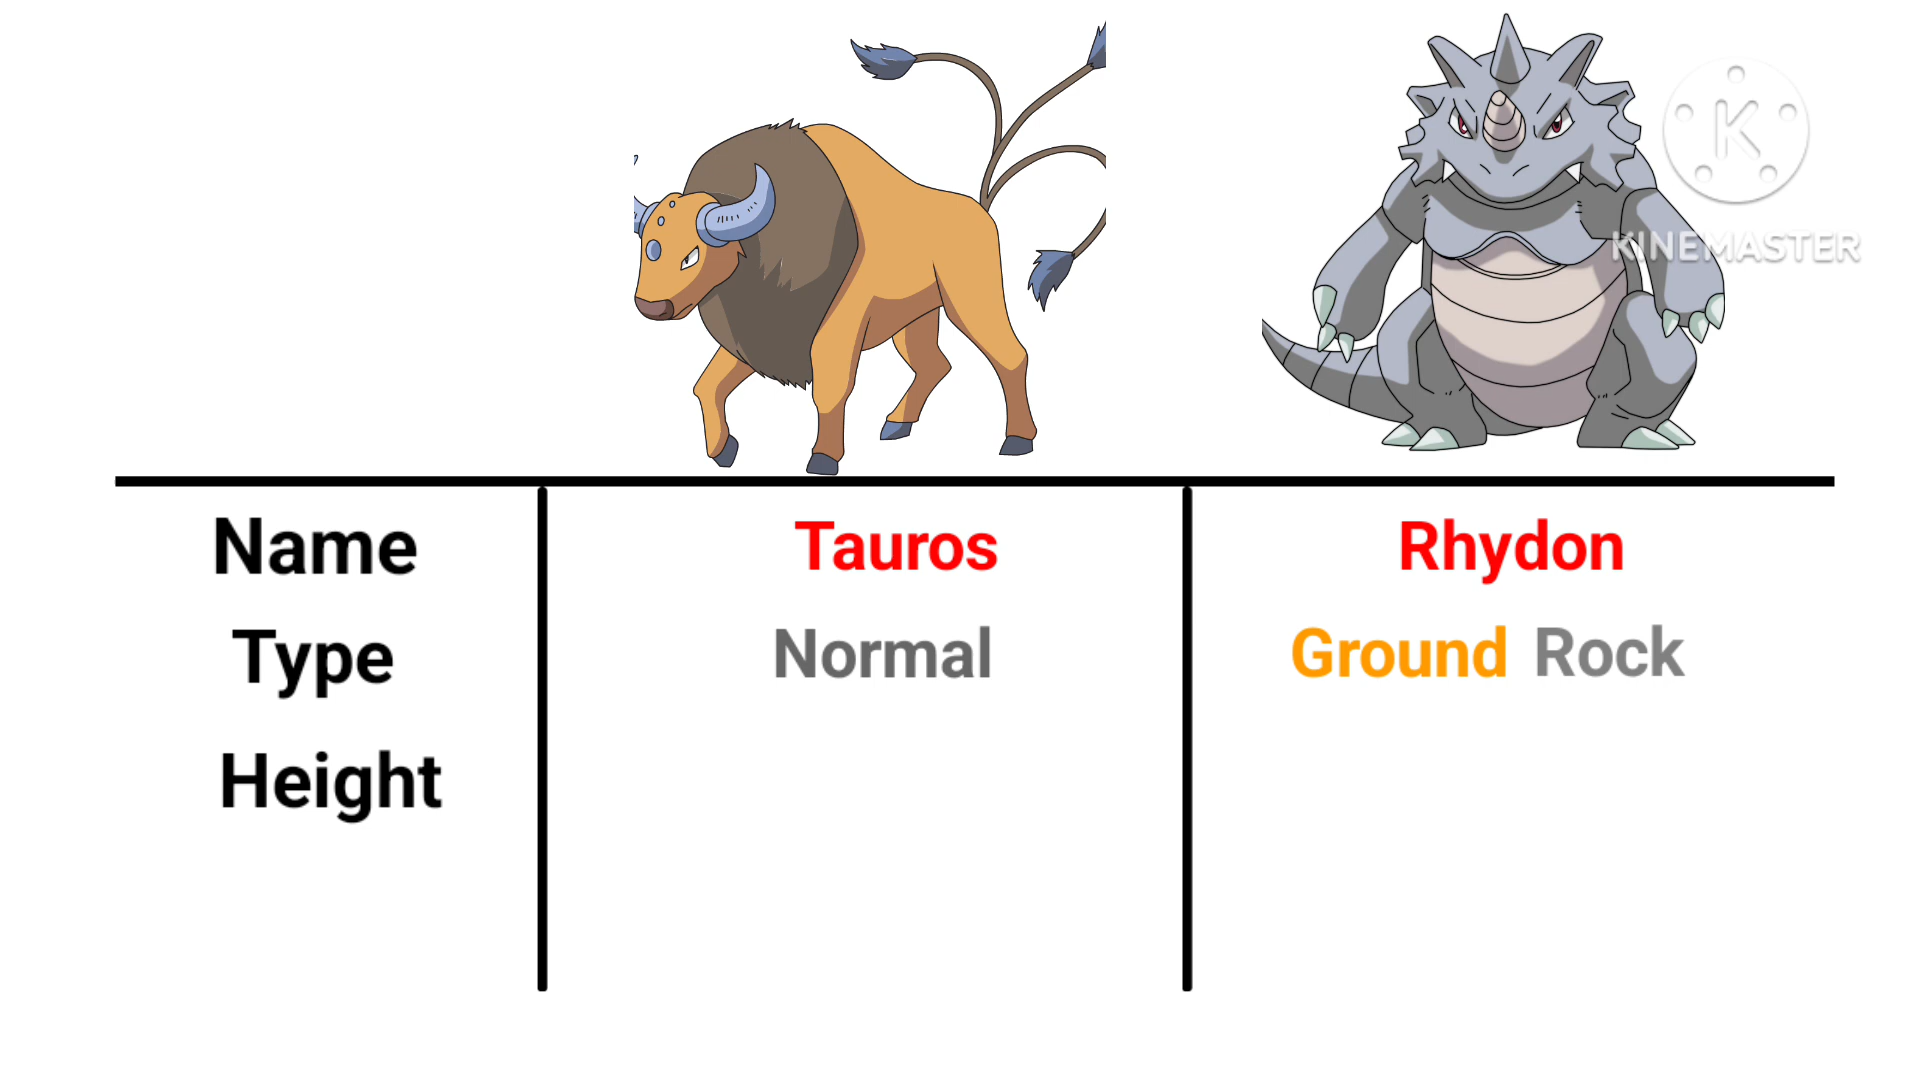 K
KINEMASTER
Name Tauros Rhydon
Type Normal Ground Rock
Height